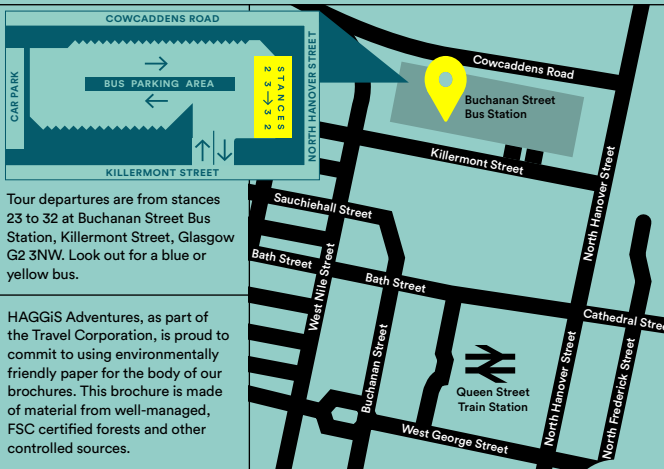 COWCADDENS ROAD
CAR PARK
BUS PARKING AREA
STANCES
23→32
NORTH HANOVER STREET
KILLERMONT STREET
Tour departures are from stances
23 to 32 at Buchanan Street Bus
Station, Killermont Street, Glasgow
G2 3NW. Look out for a blue or
yellow bus.
HAGGiS Adventures, as part of
the Travel Corporation, is proud to
commit to using environmentally
friendly paper for the body of our
brochures. This brochure is made
of material from well-managed,
FSC certified forests and other
controlled sources.
Cowcaddens Road
Buchanan Street
Bus Station
Killermont Street
North Hanover Street
Sauchiehall Street
Bath Street
West Nile Street
Bath Street
Cathedral Stre
Buchanan Street
Queen Street
Train Station
North Hanover Street
North Frederick Street
West George Street